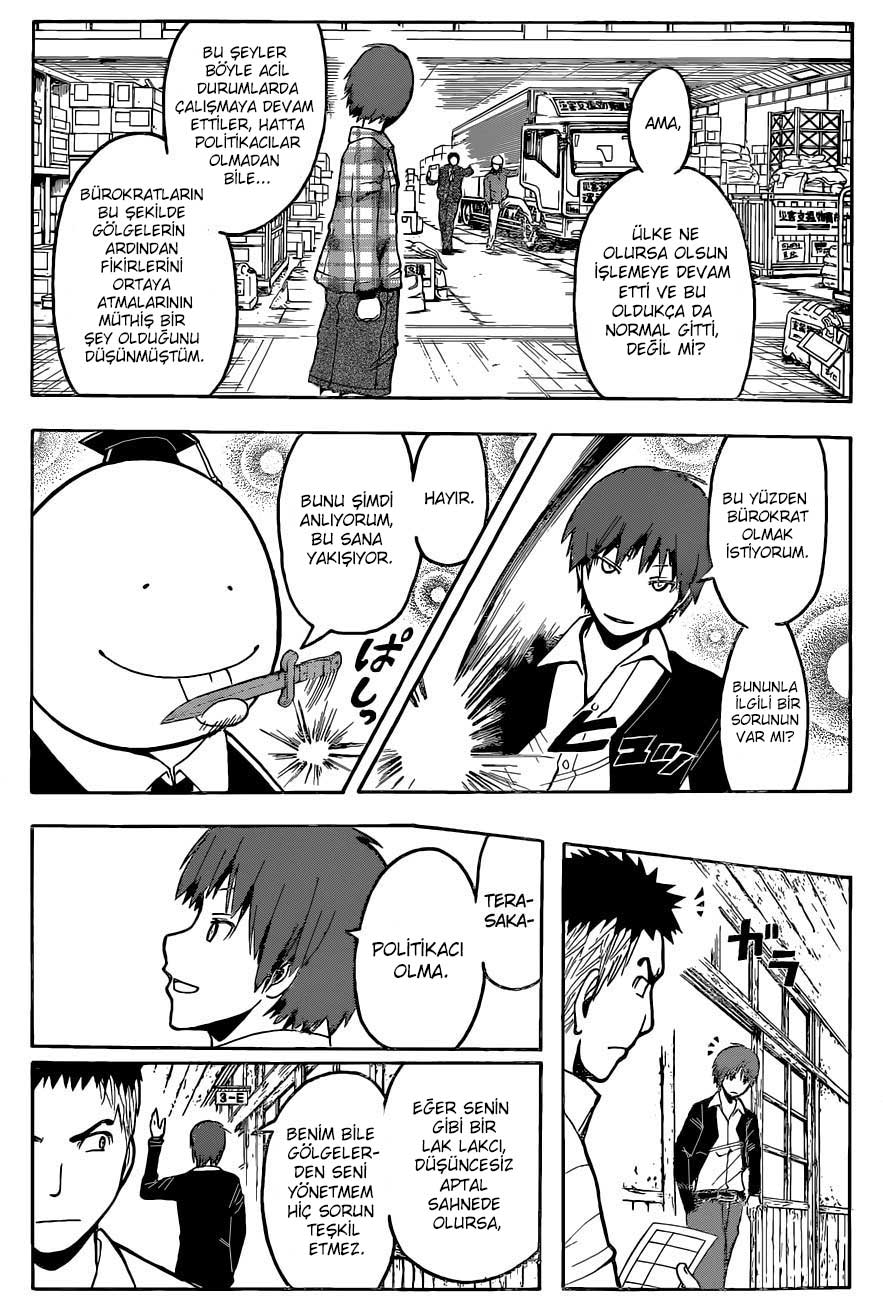 AMA,
ÜLKE NE
OLURSA OLSUN
İŞLEMEYE DEVAM
ETTİ VE BU
OLDUKÇA DA
NORMAL GİTTİ,
DEĞİL Mİ?
BU ŞEYLER
BÖYLE ACİL
DURUMLARDA
ÇALIŞMAYA DEVAM
ETTİLER, HATTA
POLİTİKACILAR
OLMADAN
BİLE...
BÜROKRATLARIN
BU ŞEKİLDE
GÖLGELERİN
ARDINDAN
FİKİRLERİNİ
ORTAYA
ATMALARININ
MÜTHİŞ BİR
ŞEY OLDUĞUNU
DÜŞÜNMÜŞTÜM.
BU YÜZDEN
BÜROKRAT
OLMAK
İSTİYORUM.
BUNUNLA
İLGİLİ BİR
SORUNUN
VAR MI?
ヒュッ
HAYIR.
BUNU ŞİMDİ
ANLIYORUM,
BU SANA
YAKIŞIYOR.
ぱしっ
ガラ
TERA-
SAKA-
POLİTİKACI
OLMA.
EĞER SENİN
GİBİ BİR
LAK LAKCI,
DÜŞÜNCESİZ
APTAL
SAHNEDE
OLURSA,
BENİM BİLE
GÖLGELER-
DEN SENİ
YÖNETMEM
HİÇ SORUN
TEŞKİL
ETMEZ.
3-E